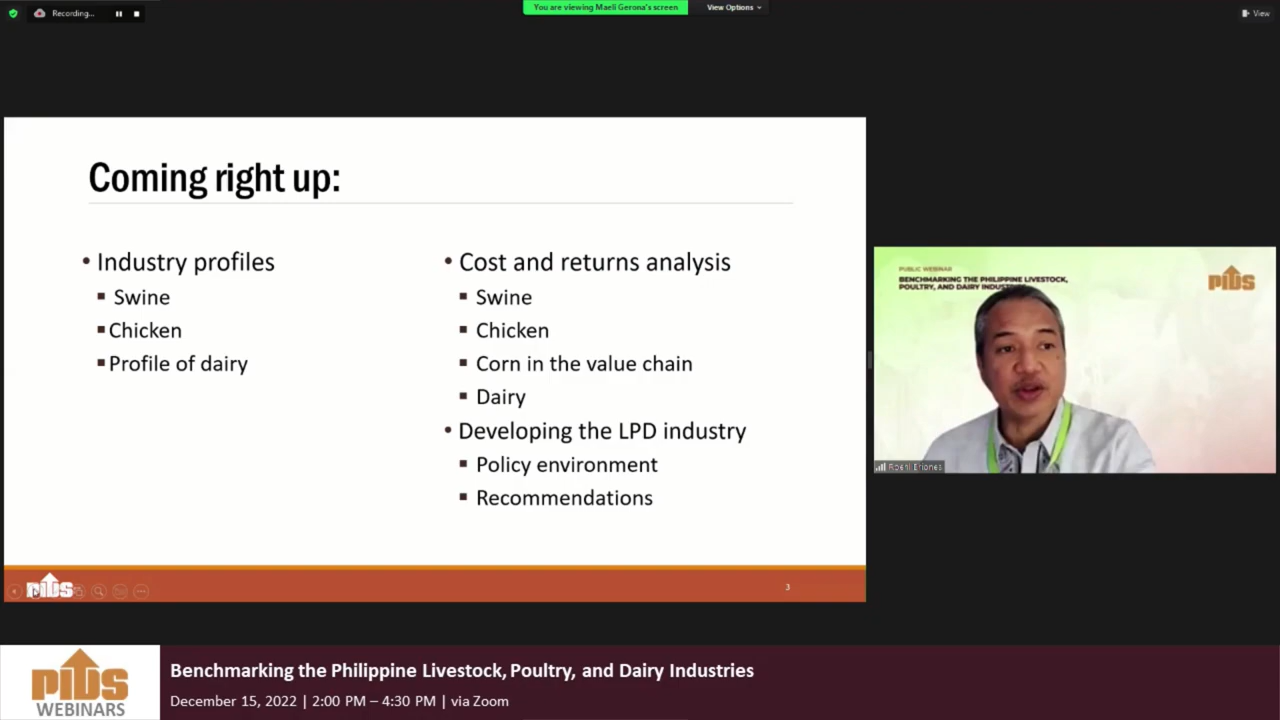 Recording...
You are viewing Maeli Gerona's screen
View Options
View
Coming right up:
• Industry profiles
▪ Swine
▪ Chicken
▪ Profile of dairy
• Cost and returns analysis
▪ Swine
▪ Chicken
▪ Corn in the value chain
▪ Dairy
• Developing the LPD industry
▪ Policy environment
▪ Recommendations
pids
3
PUBLIC WEBINAR
BENCHMARKING THE PHILIPPINE LIVESTOCK,
POULTRY, AND DAIRY INDUSTRIES
pids
Roehl Briones
pids
WEBINARS
Benchmarking the Philippine Livestock, Poultry, and Dairy Industries
December 15, 2022 | 2:00 PM – 4:30 PM | via Zoom